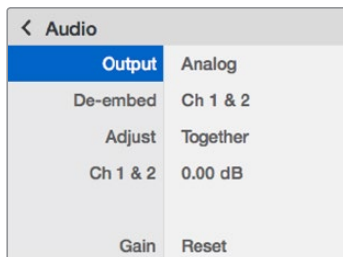 < Audio
Output Analog
De-embed Ch 1 & 2
Adjust Together
Ch 1 & 2 0.00 dB
Gain Reset